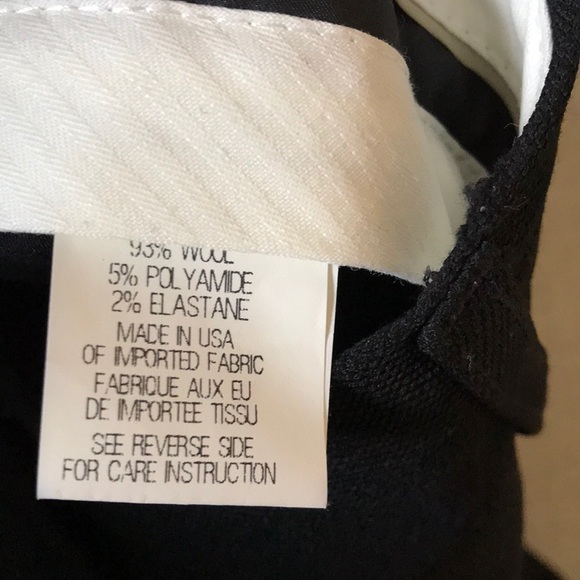 93% WOOL
5% POLYAMIDE
2% ELASTANE
MADE IN USA
OF IMPORTED FABRIC
FABRIQUE AUX EU
DE IMPORTEE TISSU
SEE REVERSE SIDE
FOR CARE INSTRUCTION